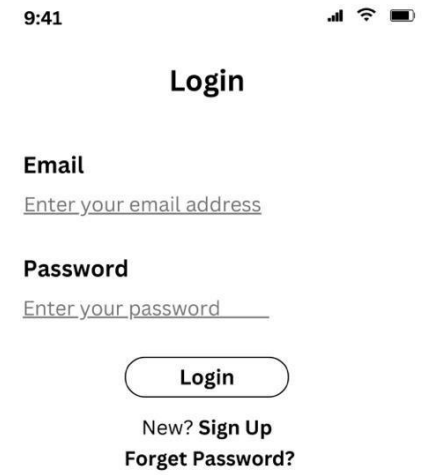 9:41
Login
Email
Enter your email address
Password
Enter your password
Login
New? Sign Up
Forget Password?